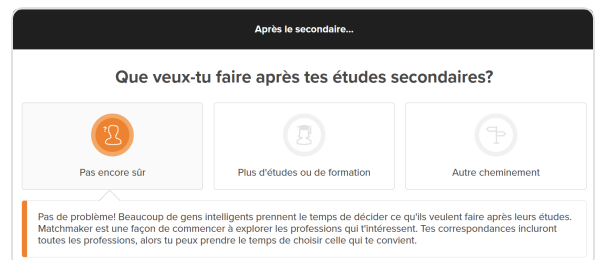 Après le secondaire...
Que veux-tu faire après tes études secondaires?
Pas encore sûr
Plus d'études ou de formation
Autre cheminement
Pas de problème! Beaucoup de gens intelligents prennent le temps de décider ce qu'ils veulent faire après leurs études.
Matchmaker est une façon de commencer à explorer les professions qui t'intéressent. Tes correspondances incluront
toutes les professions, alors tu peux prendre le temps de choisir celle qui te convient.